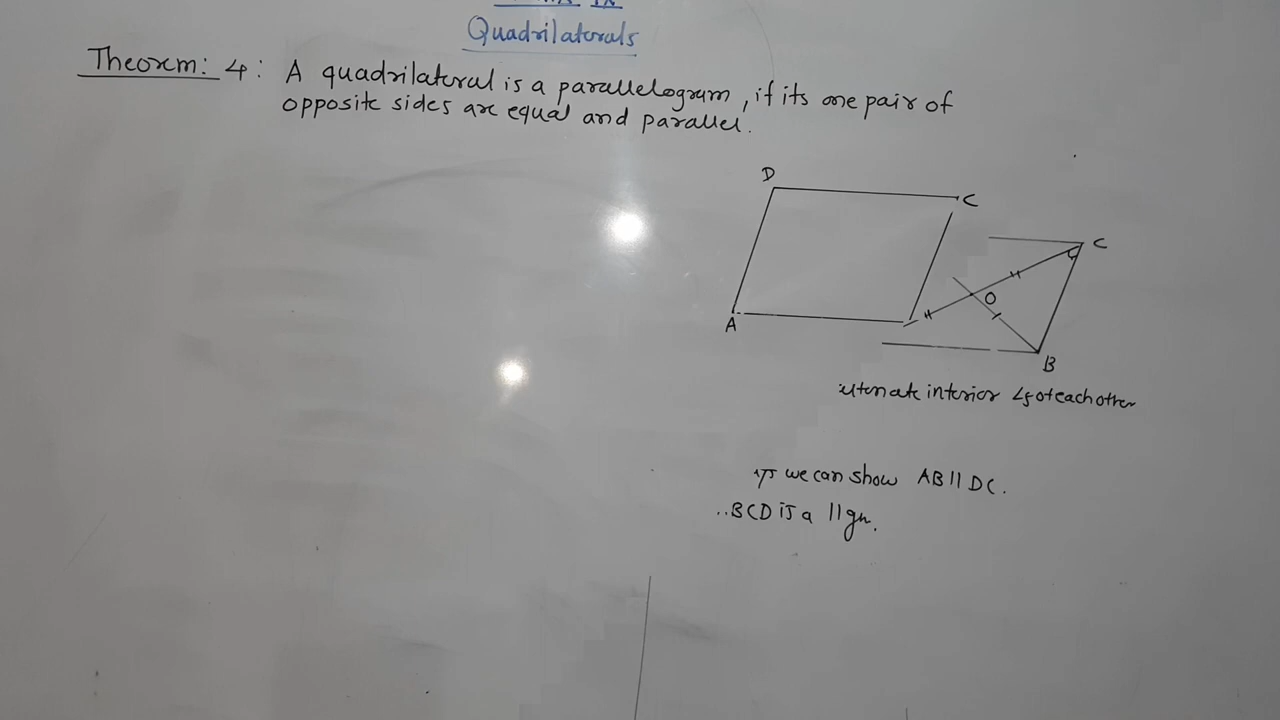 Quadrilaterals
Theorem: 4: A quadrilateral is a parallelogram, if its one pair of
opposite sides are equal and parallel.
D
C
C
O
A
B
interior ∠s of each other
we can show AB || DC.
BCD is a ||gm.